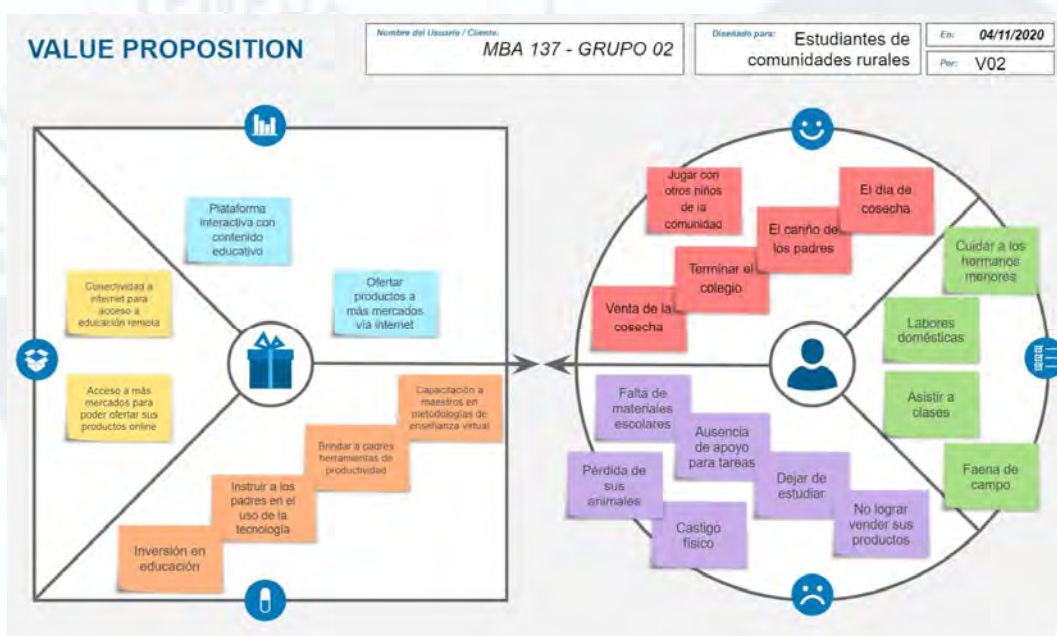 VALUE PROPOSITION
Nombre del Usuario / Cliente:
MBA 137 - GRUPO 02
Diseñado para:
Estudiantes de
comunidades rurales
En: 04/11/2020
Por: V02
Plataforma
interactiva con
contenido
educativo
Conectividad a
internet para
acceso a
educación remota
Ofertar
productos a
más mercados
vía internet
Acceso a más
mercados para
poder ofertar sus
productos online
Capacitación a
maestros en
metodologías de
enseñanza virtual
Brindar a padres
herramientas de
productividad
Instruir a los
padres en el
uso de la
tecnología
Inversión en
educación
Jugar con
otros niños
de la
comunidad
El día de
cosecha
El cariño de
los padres
Terminar el
colegio
Venta de la
cosecha
Cuidar a los
hermanos
menores
Labores
domésticas
Asistir a
clases
Faena de
campo
Falta de
materiales
escolares
Ausencia
de apoyo
para tareas
Pérdida de
sus
animales
Dejar de
estudiar
Castigo
físico
No lograr
vender sus
productos